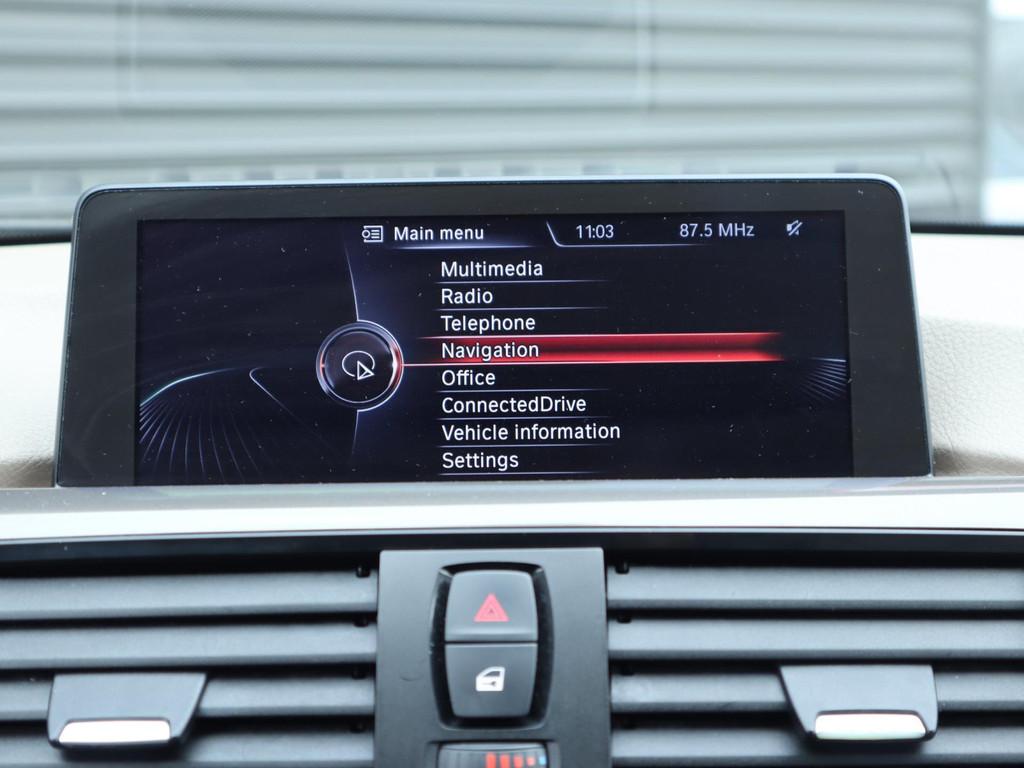 Main menu 11:03 87.5 MHz
Multimedia
Radio
Telephone
Navigation
Office
ConnectedDrive
Vehicle information
Settings